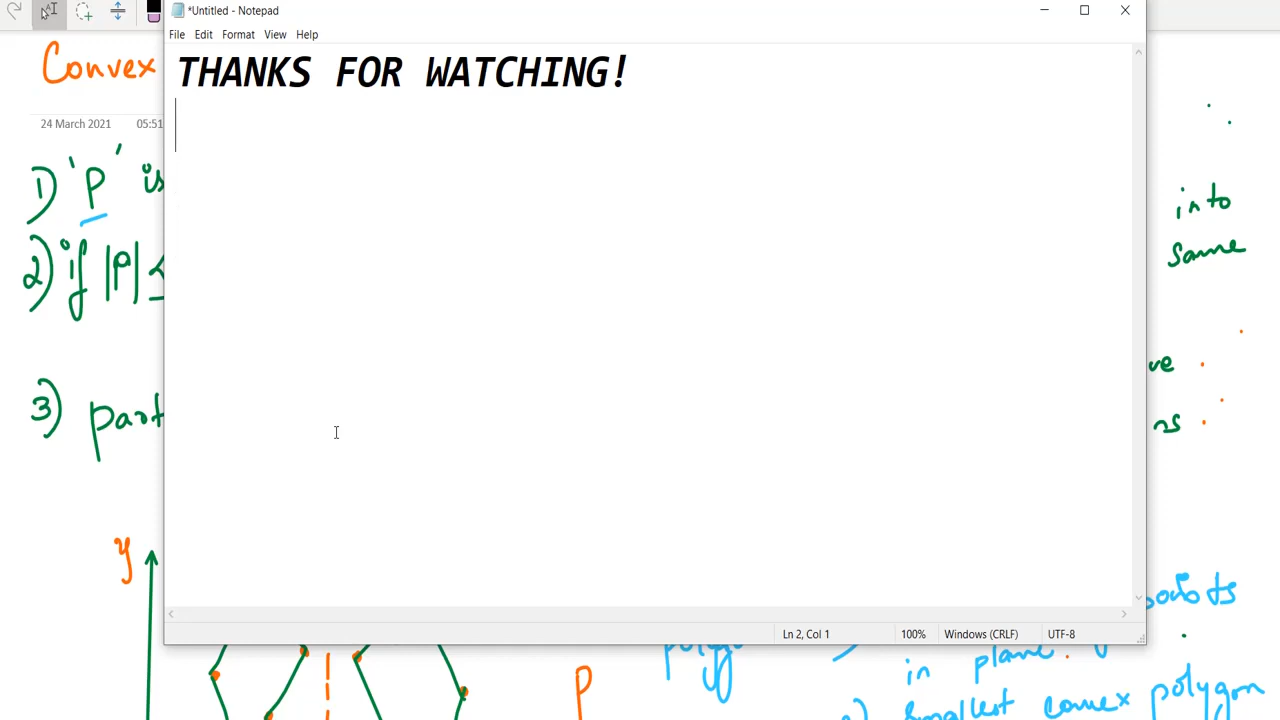 *Untitled - Notepad
File Edit Format View Help
THANKS FOR WATCHING!
Convex
24 March 2021 05:51
1) 'P' is
into
2) if |P| ≤
same
ve
3) part
ns
y
in plane.
P
smallest convex polygon
Ln 2, Col 1 100% Windows (CRLF) UTF-8